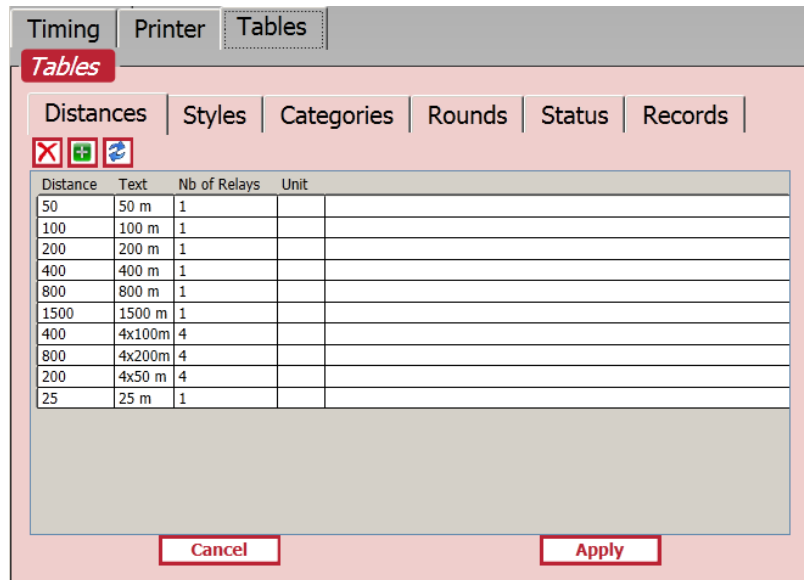 Timing Printer Tables
Tables
Distances Styles Categories Rounds Status Records
Distance Text Nb of Relays Unit
50 50 m 1
100 100 m 1
200 200 m 1
400 400 m 1
800 800 m 1
1500 1500 m 1
400 4x100m 4
800 4x200m 4
200 4x50 m 4
25 25 m 1
Cancel Apply